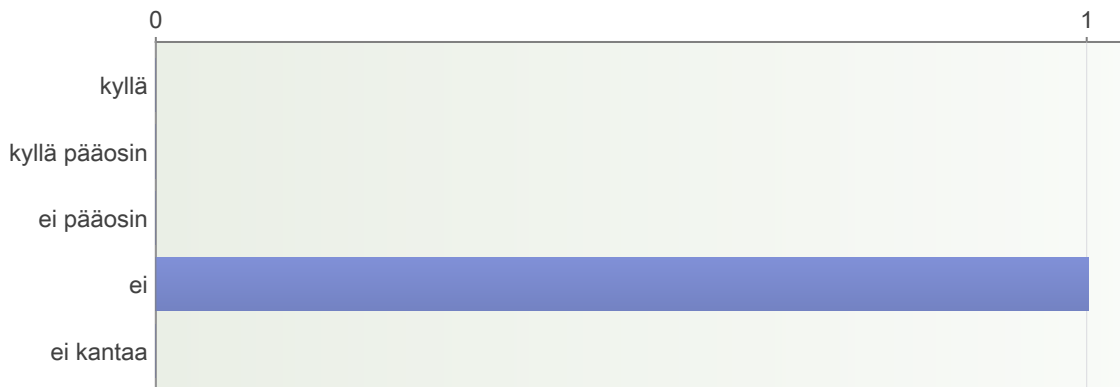 0 1
kyllä
kyllä pääosin
ei pääosin
ei
ei kantaa